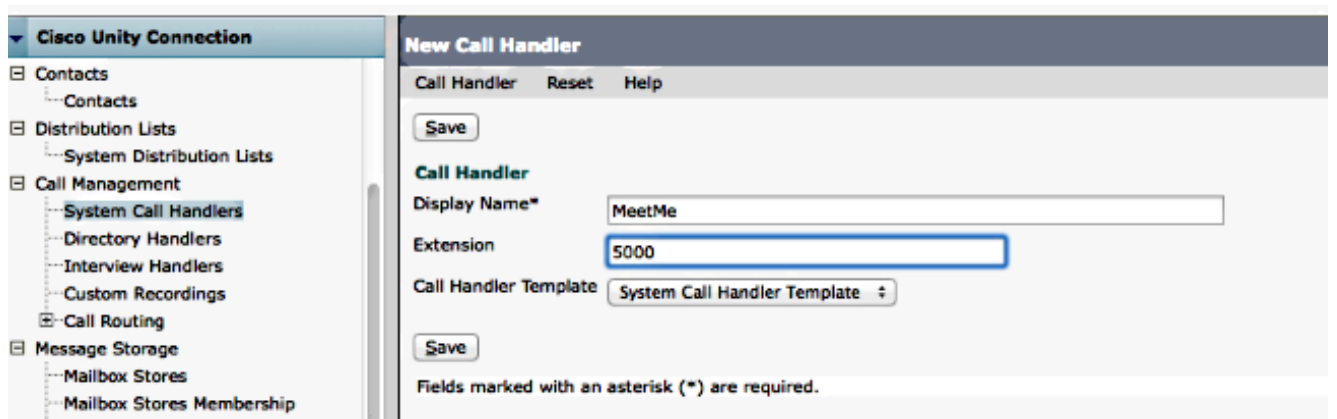 Cisco Unity Connection
Contacts
Contacts
Distribution Lists
System Distribution Lists
Call Management
System Call Handlers
Directory Handlers
Interview Handlers
Custom Recordings
Call Routing
Message Storage
Mailbox Stores
Mailbox Stores Membership
New Call Handler
Call Handler Reset Help
Save
Call Handler
Display Name* MeetMe
Extension 5000
Call Handler Template System Call Handler Template
Save
Fields marked with an asterisk (*) are required.